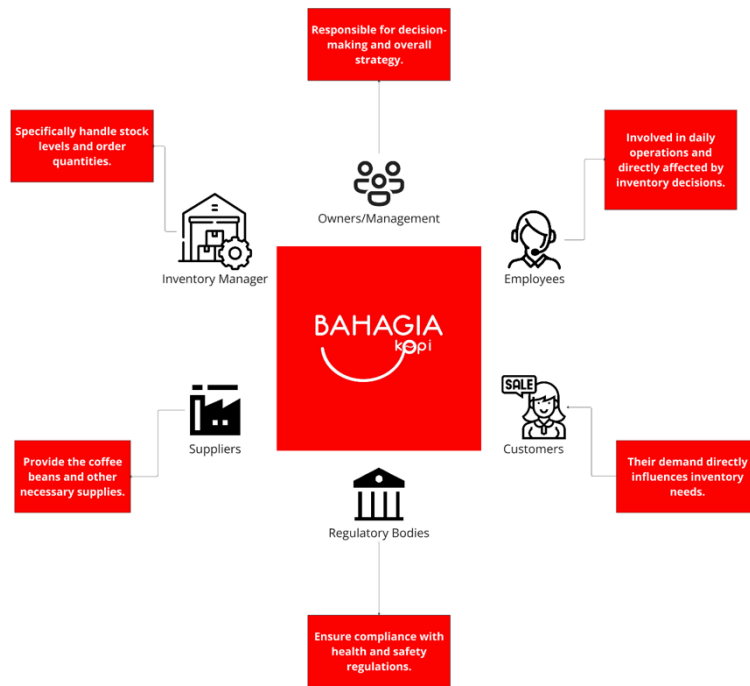 Responsible for decision-
making and overall
strategy.
Specifically handle stock
levels and order
quantities.
Involved in daily
operations and
directly affected by
inventory decisions.
Owners/Management
Inventory Manager
Employees
BAHAGIA
kopi
SALE
Suppliers
Customers
Provide the coffee
beans and other
necessary supplies.
Their demand directly
influences inventory
needs.
Regulatory Bodies
Ensure compliance with
health and safety
regulations.